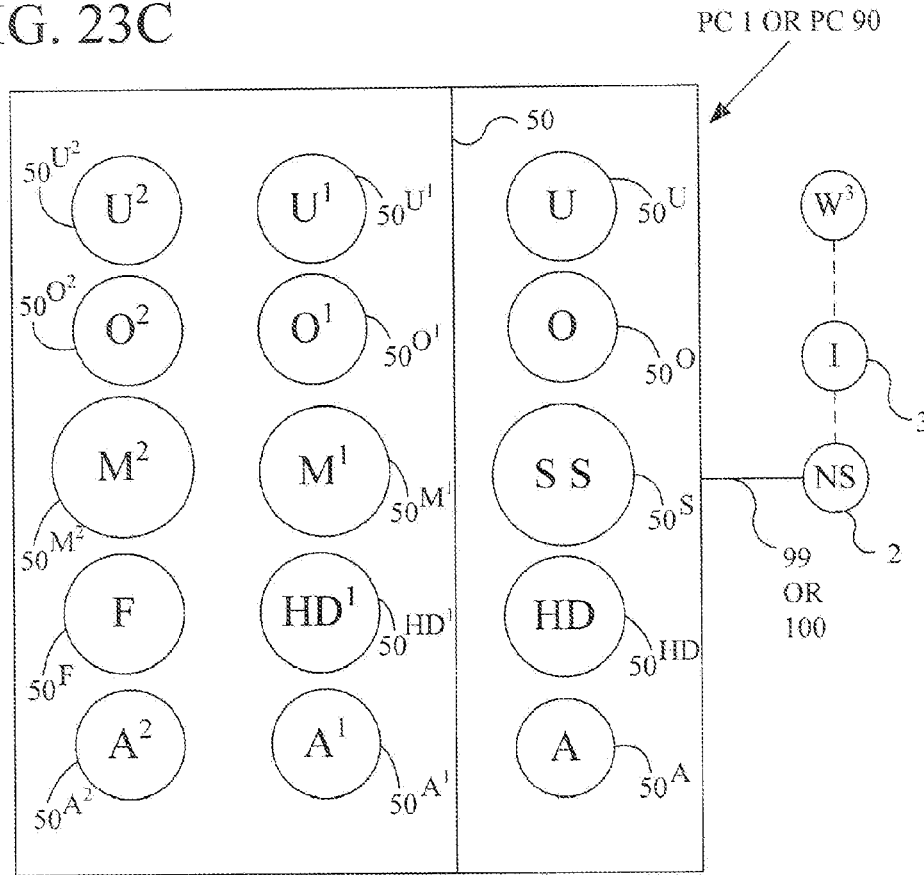 IG. 23C
PC 1 OR PC 90
50
50U²
U²
U¹
50U¹
U
50U
W³
50O²
O²
O¹
50O¹
O
50O
I
3
M²
50M²
M¹
50M¹
S S
50S
NS
2
99
OR
100
F
50F
HD¹
50HD¹
HD
50HD
A²
50A²
A¹
50A¹
A
50A